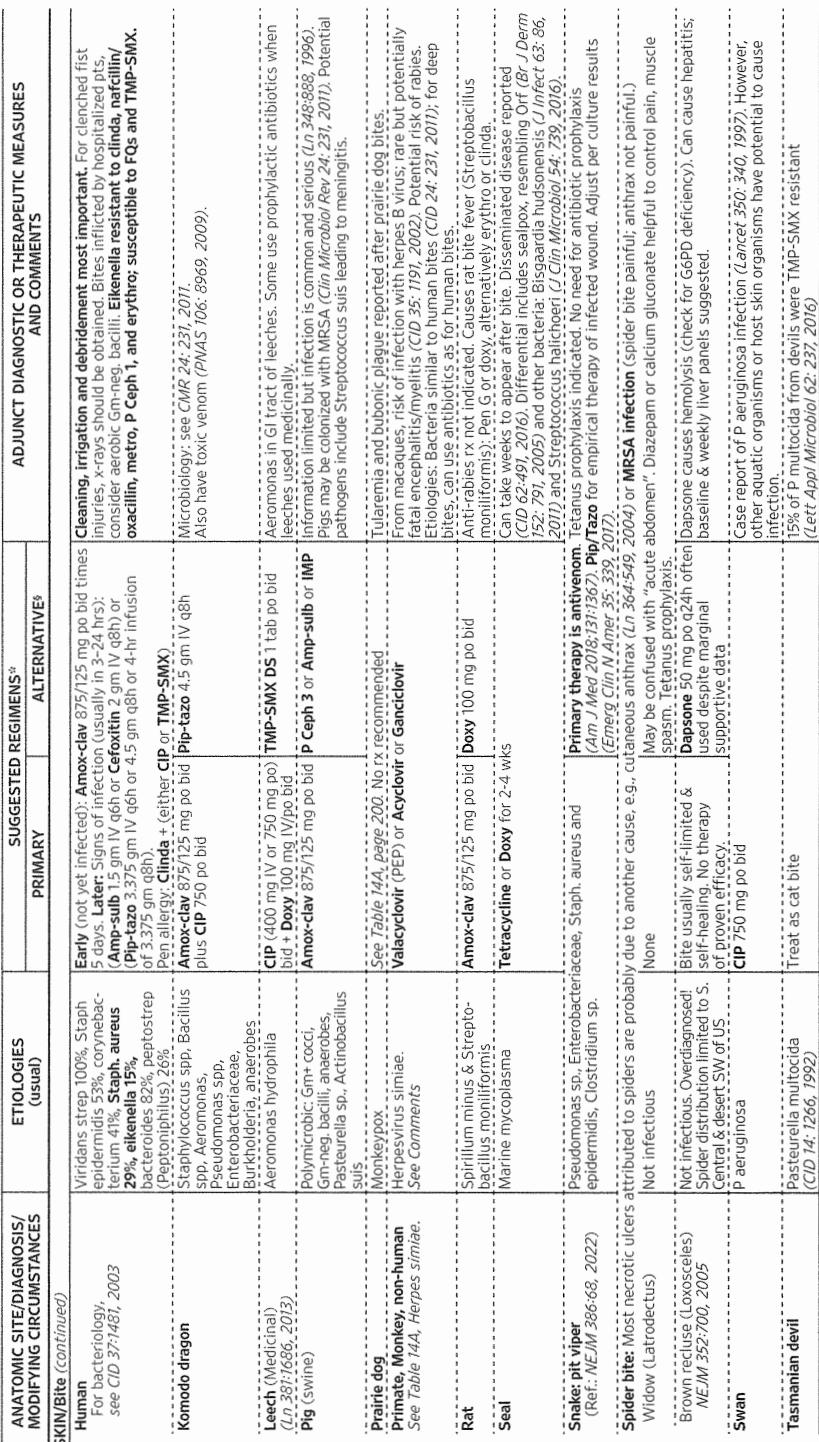 ANATOMIC SITE/DIAGNOSIS/
MODIFYING CIRCUMSTANCES
ETIOLOGIES
(usual)
SUGGESTED REGIMENS*
PRIMARY
ALTERNATIVE§
ADJUNCT DIAGNOSTIC OR THERAPEUTIC MEASURES
AND COMMENTS
SKIN/Bite (continued)
Human
For bacteriology,
see CID 37:1481, 2003
Viridans strep 100%, Staph
epidermidis 53%, corynebac-
terium 41%, Staph. aureus
29%, eikenella 15%,
bacteroides 82%, peptostrep
(Peptoniphilus) 26%
Early (not yet infected): Amox-clav 875/125 mg po bid times
5 days. Later: Signs of infection (usually in 3–24 hrs):
(Amp-sulb 1.5 gm IV q6h or Cefoxitin 2 gm IV q8h) or
(Pip-tazo 3.375 gm IV q6h or 4.5 gm q8h or 4-hr infusion
of 3.375 gm q8h).
Pen allergy: Clinda + (either CIP or TMP-SMX)
Cleaning, irrigation and debridement most important. For clenched fist
injuries, x-rays should be obtained. Bites inflicted by hospitalized pts,
consider aerobic Gm-neg. bacilli. Eikenella resistant to clinda, nafcillin/
oxacillin, metro, P Ceph 1, and erythro; susceptible to FQs and TMP-SMX.
Komodo dragon
Staphylococcus spp, Bacillus
spp, Aeromonas,
Pseudomonas spp,
Enterobacteriaceae,
Burkholderia, anaerobes
Amox-clav 875/125 mg po bid
plus CIP 750 po bid
Pip-tazo 4.5 gm IV q8h
Microbiology: see CMR 24: 231, 2011.
Also have toxic venom (PNAS 106: 8969, 2009).
Leech (Medicinal)
(Ln 381:1686, 2013)
Aeromonas hydrophila
CIP (400 mg IV or 750 mg po)
bid + Doxy 100 mg IV/po bid
TMP-SMX DS 1 tab po bid
Aeromonas in GI tract of leeches. Some use prophylactic antibiotics when
leeches used medicinally.
Pig (swine)
Polymicrobic: Gm+ cocci,
Gm-neg. bacilli, anaerobes,
Pasteurella sp., Actinobacillus
suis
Amox-clav 875/125 mg po bid
P Ceph 3 or Amp-sulb or IMP
Information limited but infection is common and serious (Ln 348:888, 1996).
Pigs may be colonized with MRSA (Clin Microbiol Rev 24: 231, 2011). Potential
pathogens include Streptococcus suis leading to meningitis.
Prairie dog
Monkeypox
See Table 14A, page 200. No rx recommended
Tularemia and bubonic plague reported after prairie dog bites.
Primate, Monkey, non-human
See Table 14A, Herpes simiae.
Herpesvirus simiae.
See Comments
Valacyclovir (PEP) or Acyclovir or Ganciclovir
From macaques, risk of infection with herpes B virus; rare but potentially
fatal encephalitis/myelitis (CID 35: 1191, 2002). Potential risk of rabies.
Etiologies: Bacteria similar to human bites (CID 24: 231, 2011); for deep
bites, can use antibiotics as for human bites.
Rat
Spirillum minus & Strepto-
bacillus moniliformis
Amox-clav 875/125 mg po bid
Doxy 100 mg po bid
Anti-rabies rx not indicated. Causes rat bite fever (Streptobacillus
moniliformis): Pen G or doxy, alternatively erythro or clinda.
Seal
Marine mycoplasma
Tetracycline or Doxy for 2-4 wks
Can take weeks to appear after bite. Disseminated disease reported
(CID 62:491, 2016). Differential includes sealpox, resembling Orf (Br J Derm
152: 791, 2005) and other bacteria: Bisgaardia hudsonensis (J Infect 63: 86,
2011) and Streptococcus halichoeri (J Clin Microbiol 54: 739, 2016).
Snake: pit viper
(Ref.: NEJM 386:68, 2022)
Pseudomonas sp., Enterobacteriaceae, Staph. aureus and
epidermidis, Clostridium sp.
Primary therapy is antivenom. Tetanus prophylaxis indicated. No need for antibiotic prophylaxis
(Am J Med 2018;131:1367). Pip/Tazo for empirical therapy of infected wound. Adjust per culture results
(Emerg Clin N Amer 35: 339, 2017).
Spider bite: Most necrotic ulcers attributed to spiders are probably due to another cause, e.g., cutaneous anthrax (Ln 364:549, 2004) or MRSA infection (spider bite painful; anthrax not painful.)
Widow (Latrodectus)
Not infectious
None
May be confused with "acute abdomen". Diazepam or calcium gluconate helpful to control pain, muscle
spasm. Tetanus prophylaxis.
Brown recluse (Loxosceles)
NEJM 352:700, 2005
Not infectious. Overdiagnosed!
Spider distribution limited to S.
Central & desert SW of US
Bite usually self-limited &
self-healing. No therapy
of proven efficacy.
Dapsone 50 mg po q24h often
used despite marginal
supportive data
Dapsone causes hemolysis (check for G6PD deficiency). Can cause hepatitis;
baseline & weekly liver panels suggested.
Swan
P aeruginosa
CIP 750 mg po bid
Case report of P aeruginosa infection (Lancet 350: 340, 1997). However,
other aquatic organisms or host skin organisms have potential to cause
infection.
Tasmanian devil
Pasteurella multocida
(CID 14: 1266, 1992)
Treat as cat bite
15% of P multocida from devils were TMP-SMX resistant
(Lett Appl Microbiol 62: 237, 2016)